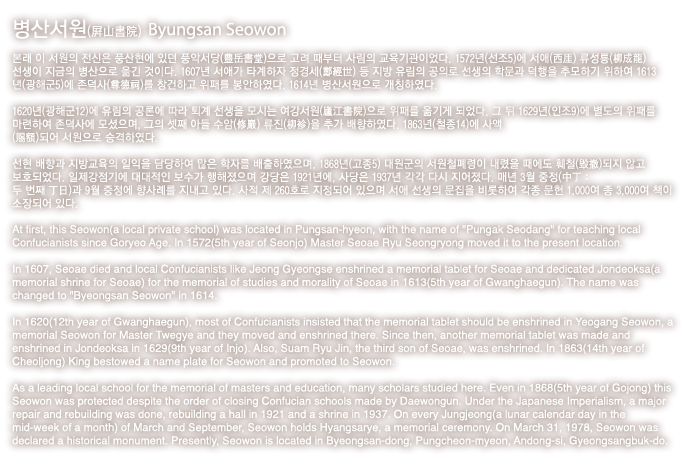 병산서원(屛山書院) Byungsan Seowon
본래 이 서원의 전신은 풍산현에 있던 풍악서당(豊岳書堂)으로 고려 때부터 사림의 교육기관이었다. 1572년(선조5)에 서애(西厓) 류성룡(柳成龍)
선생이 지금의 병산으로 옮긴 것이다. 1607년 서애가 타계하자 정경세(鄭經世) 등 지방 유림의 공의로 선생의 학문과 덕행을 추모하기 위하여 1613
년(광해군5)에 존덕사(尊德祠)를 창건하고 위패를 봉안하였다. 1614년 병산서원으로 개칭하였다.
1620년(광해군12)에 유림의 공론에 따라 퇴계 선생을 모시는 여강서원(廬江書院)으로 위패를 옮기게 되었다. 그 뒤 1629년(인조9)에 별도의 위패를
마련하여 존덕사에 모셨으며, 그의 셋째 아들 수암(修巖) 류진(柳袗)을 추가 배향하였다. 1863년(철종14)에 사액
(賜額)되어 서원으로 승격하였다.
선현 배향과 지방교육의 일익을 담당하여 많은 학자를 배출하였으며, 1868년(고종5) 대원군의 서원철폐령이 내렸을 때에도 훼철(毁撤)되지 않고
보호되었다. 일제강점기에 대대적인 보수가 행해졌으며 강당은 1921년에, 사당은 1937년 각각 다시 지어졌다. 매년 3월 중정(中丁 :
두 번째 丁日)과 9월 중정에 향사례를 지내고 있다. 사적 제 260호로 지정되어 있으며 서애 선생의 문집을 비롯하여 각종 문헌 1,000여 종 3,000여 책이
소장되어 있다.
At first, this Seowon(a local private school) was located in Pungsan-hyeon, with the name of "Pungak Seodang" for teaching local
Confucianists since Goryeo Age. In 1572(5th year of Seonjo) Master Seoae Ryu Seongryong moved it to the present location.
In 1607, Seoae died and local Confucianists like Jeong Gyeongse enshrined a memorial tablet for Seoae and dedicated Jondeoksa(a
memorial shrine for Seoae) for the memorial of studies and morality of Seoae in 1613(5th year of Gwanghaegun). The name was
changed to "Byeongsan Seowon" in 1614.
In 1620(12th year of Gwanghaegun), most of Confucianists insisted that the memorial tablet should be enshrined in Yeogang Seowon, a
memorial Seowon for Master Twegye and they moved and enshrined there. Since then, another memorial tablet was made and
enshrined in Jondeoksa in 1629(9th year of Injo). Also, Suam Ryu Jin, the third son of Seoae, was enshrined. In 1863(14th year of
Cheoljong) King bestowed a name plate for Seowon and promoted to Seowon.
As a leading local school for the memorial of masters and education, many scholars studied here. Even in 1868(5th year of Gojong) this
Seowon was protected despite the order of closing Confucian schools made by Daewongun. Under the Japanese Imperialism, a major
repair and rebuilding was done, rebuilding a hall in 1921 and a shrine in 1937. On every Jungjeong(a lunar calendar day in the
mid-week of a month) of March and September, Seowon holds Hyangsarye, a memorial ceremony. On March 31, 1978, Seowon was
declared a historical monument. Presently, Seowon is located in Byeongsan-dong, Pungcheon-myeon, Andong-si, Gyeongsangbuk-do.